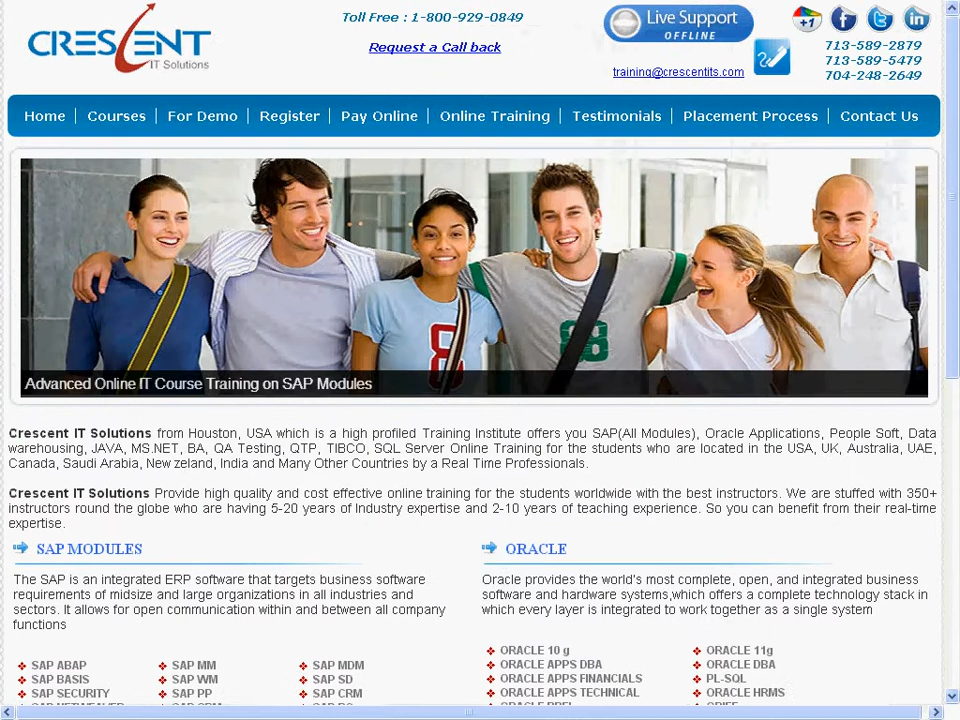 CRESCENT
IT Solutions
Toll Free : 1-800-929-0849
Request a Call back
Live Support
OFFLINE
training@crescentits.com
+1
713-589-2879
713-589-5479
704-248-2649
Home
Courses
For Demo
Register
Pay Online
Online Training
Testimonials
Placement Process
Contact Us
8
88
Advanced Online IT Course Training on SAP Modules
Crescent IT Solutions from Houston, USA which is a high profiled Training Institute offers you SAP(All Modules), Oracle Applications, People Soft, Data
warehousing, JAVA, MS.NET, BA, QA Testing, QTP, TIBCO, SQL Server Online Training for the students who are located in the USA, UK, Australia, UAE,
Canada, Saudi Arabia, New zeland, India and Many Other Countries by a Real Time Professionals.
Crescent IT Solutions Provide high quality and cost effective online training for the students worldwide with the best instructors. We are stuffed with 350+
instructors round the globe who are having 5-20 years of Industry expertise and 2-10 years of teaching experience. So you can benefit from their real-time
expertise.
SAP MODULES
The SAP is an integrated ERP software that targets business software
requirements of midsize and large organizations in all industries and
sectors. It allows for open communication within and between all company
functions
SAP ABAP
SAP BASIS
SAP SECURITY
SAP MM
SAP WM
SAP PP
SAP MDM
SAP SD
SAP CRM
ORACLE
Oracle provides the world's most complete, open, and integrated business
software and hardware systems,which offers a complete technology stack in
which every layer is integrated to work together as a single system
ORACLE 10 g
ORACLE APPS DBA
ORACLE APPS FINANCIALS
ORACLE APPS TECHNICAL
ORACLE 11g
ORACLE DBA
PL-SQL
ORACLE HRMS